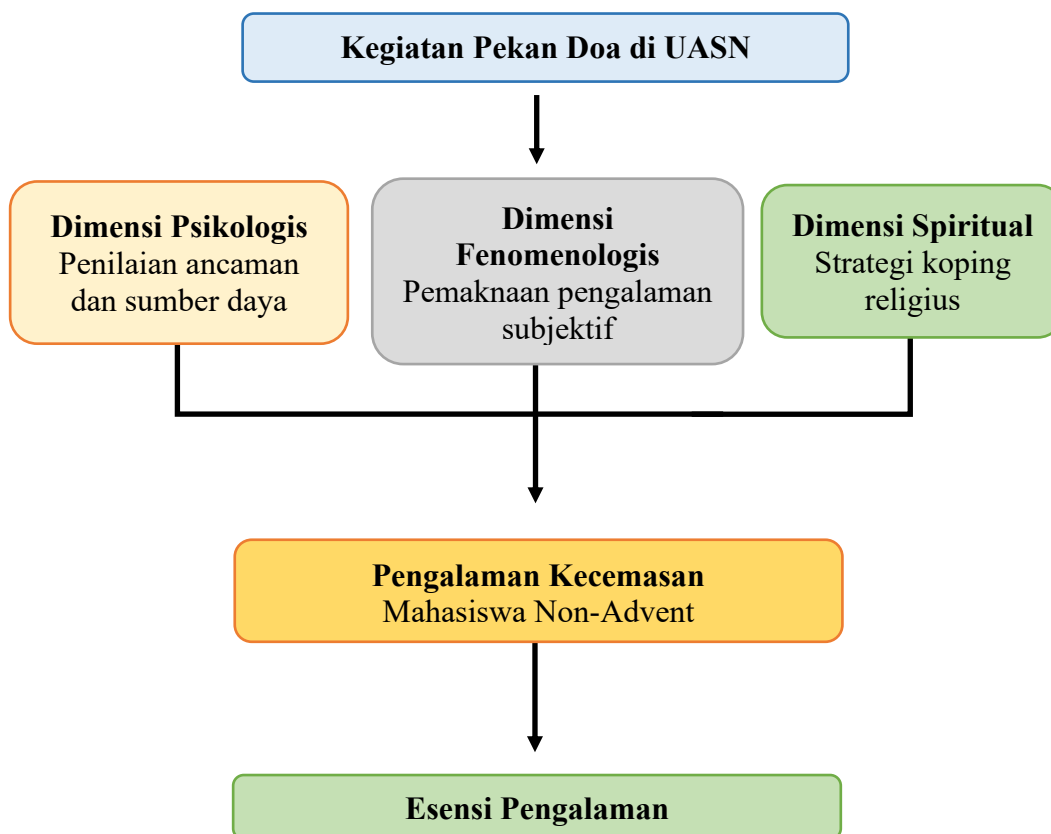 Kegiatan Pekan Doa di UASN
Dimensi Psikologis
Penilaian ancaman
dan sumber daya
Dimensi
Fenomenologis
Pemaknaan pengalaman
subjektif
Dimensi Spiritual
Strategi koping
religius
Pengalaman Kecemasan
Mahasiswa Non-Advent
Esensi Pengalaman